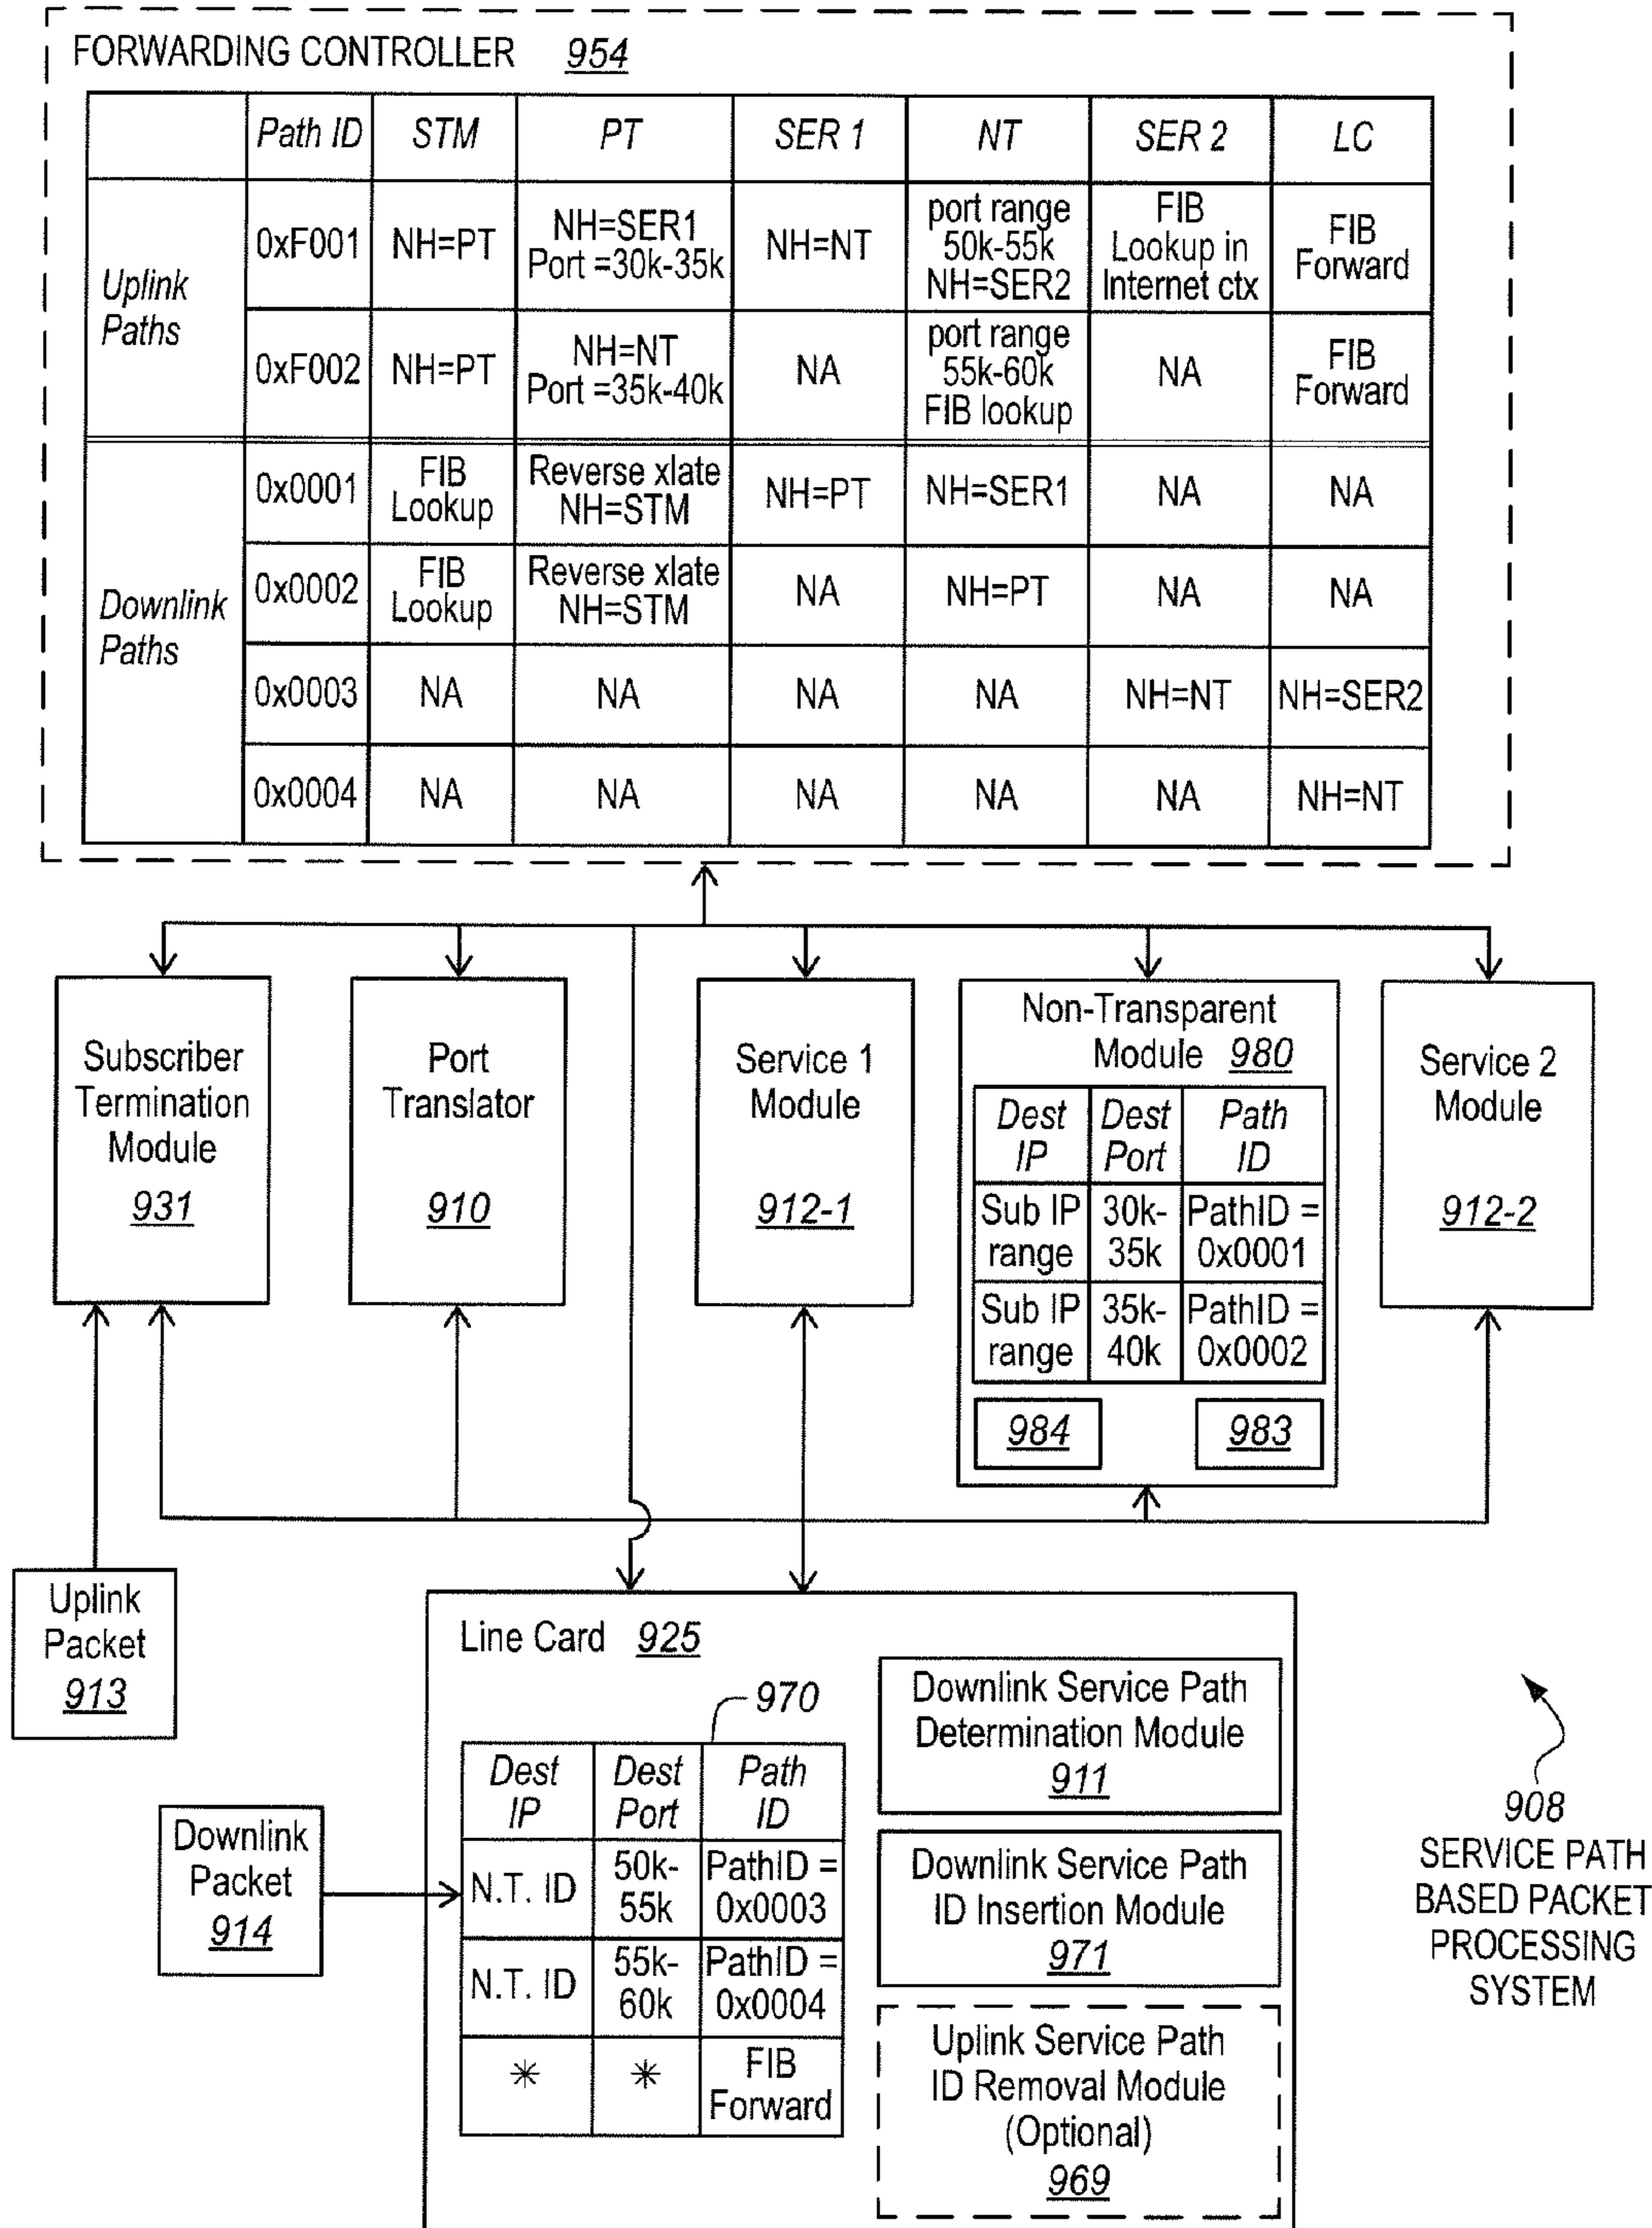 FORWARDING CONTROLLER 954
Path ID STM PT SER 1 NT SER 2 LC
Uplink
Paths
0xF001
NH=PT
NH=SER1
Port =30k-35k
NH=NT
port range
50k-55k
NH=SER2
FIB
Lookup in
Internet ctx
FIB
Forward
0xF002
NH=PT
NH=NT
Port =35k-40k
NA
port range
55k-60k
FIB lookup
NA
FIB
Forward
Downlink
Paths
0x0001
FIB
Lookup
Reverse xlate
NH=STM
NH=PT
NH=SER1
NA
NA
0x0002
FIB
Lookup
Reverse xlate
NH=STM
NA
NH=PT
NA
NA
0x0003
NA
NA
NA
NA
NH=NT
NH=SER2
0x0004
NA
NA
NA
NA
NA
NH=NT
Subscriber
Termination
Module
931
Port
Translator
910
Service 1
Module
912-1
Non-Transparent
Module 980
Dest
IP
Dest
Port
Path
ID
Sub IP
range
30k-
35k
PathID =
0x0001
Sub IP
range
35k-
40k
PathID =
0x0002
984
983
Service 2
Module
912-2
Uplink
Packet
913
Line Card 925
970
Dest
IP
Dest
Port
Path
ID
N.T. ID
50k-
55k
PathID =
0x0003
N.T. ID
55k-
60k
PathID =
0x0004
*
*
FIB
Forward
Downlink
Packet
914
Downlink Service Path
Determination Module
911
Downlink Service Path
ID Insertion Module
971
Uplink Service Path
ID Removal Module
(Optional)
969
908
SERVICE PATH
BASED PACKET
PROCESSING
SYSTEM